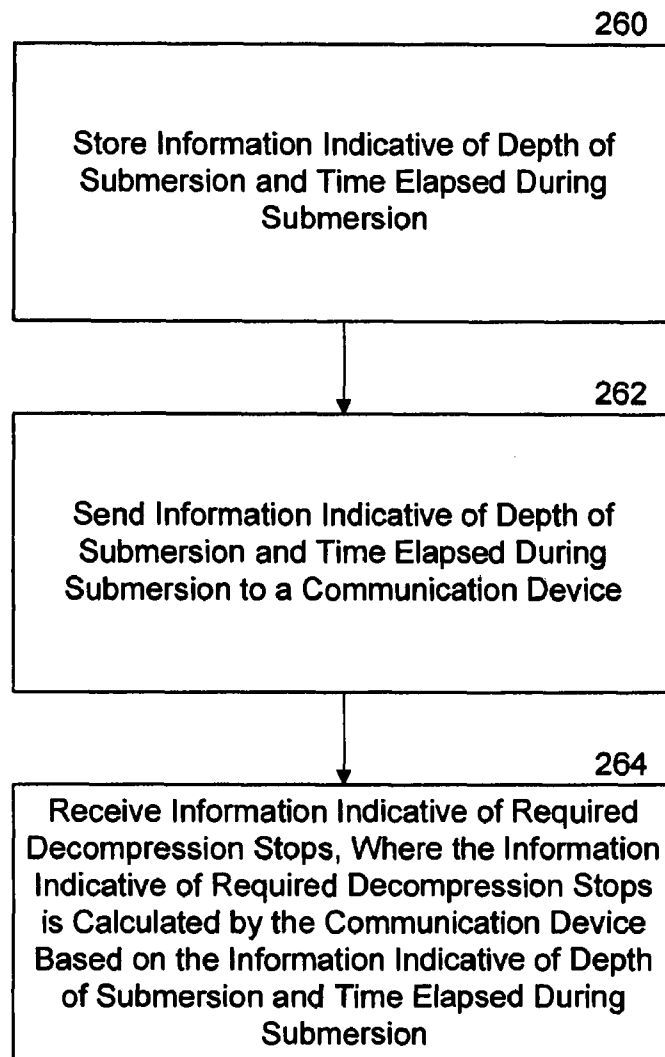 260
Store Information Indicative of Depth of
Submersion and Time Elapsed During
Submersion
262
Send Information Indicative of Depth of
Submersion and Time Elapsed During
Submersion to a Communication Device
264
Receive Information Indicative of Required
Decompression Stops, Where the Information
Indicative of Required Decompression Stops
is Calculated by the Communication Device
Based on the Information Indicative of Depth
of Submersion and Time Elapsed During
Submersion